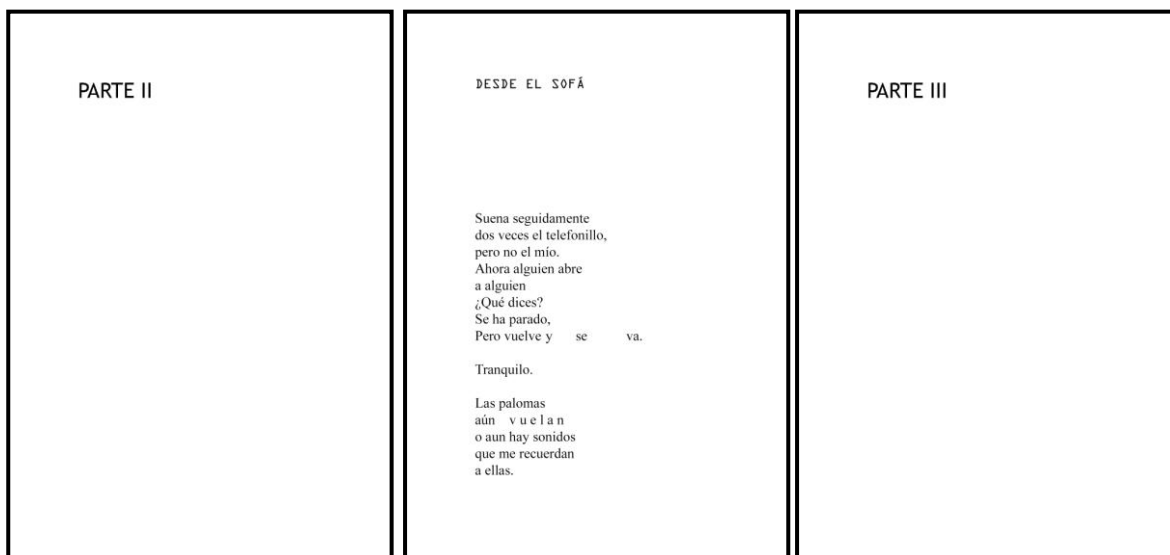 PARTE II
DESDE EL SOFÁ
Suena seguidamente
dos veces el telefonillo,
pero no el mío.
Ahora alguien abre
a alguien
¿Qué dices?
Se ha parado,
Pero vuelve y se va.
Tranquilo.
Las palomas
aún v u e l a n
o aun hay sonidos
que me recuerdan
a ellas.
PARTE III